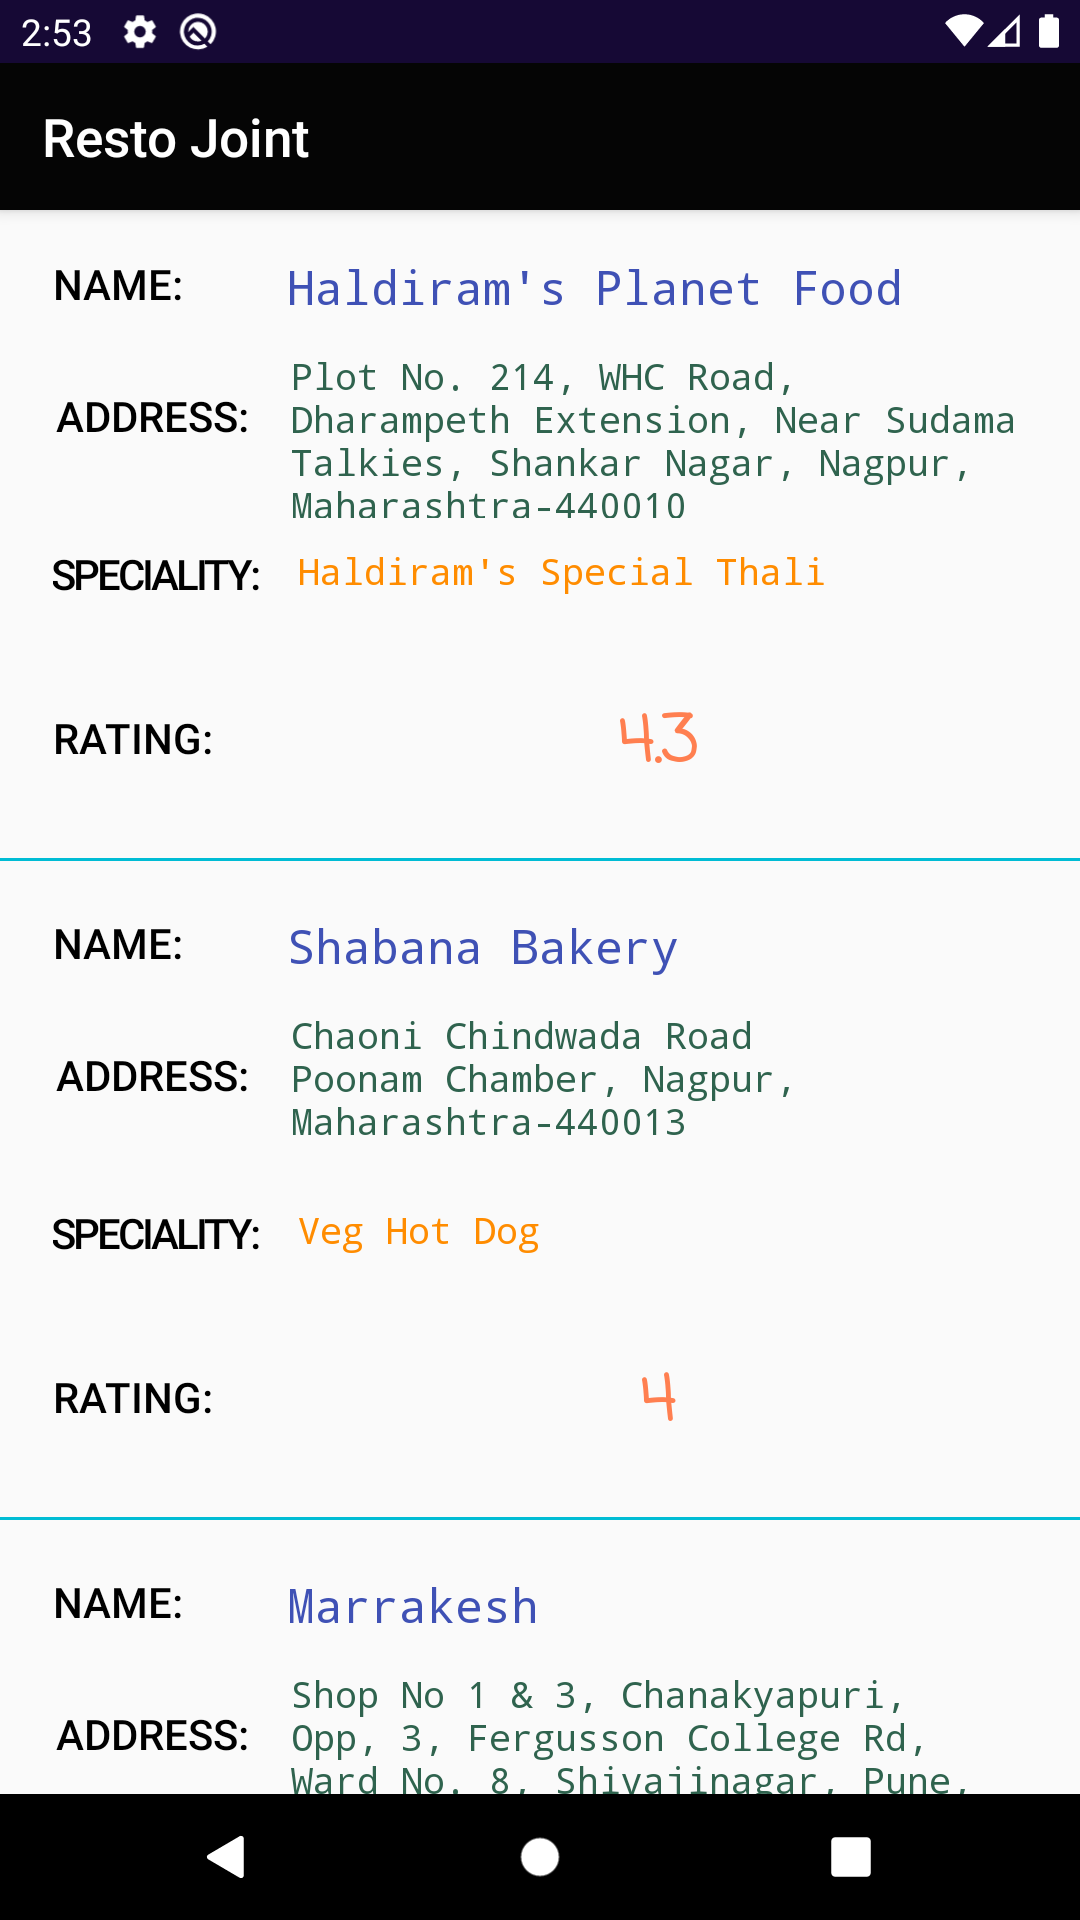 2:53
Resto Joint
NAME: Haldiram's Planet Food
ADDRESS: Plot No. 214, WHC Road,
Dharampeth Extension, Near Sudama
Talkies, Shankar Nagar, Nagpur,
Maharashtra-440010
SPECIALITY: Haldiram's Special Thali
RATING: 4.3
NAME: Shabana Bakery
ADDRESS: Chaoni Chindwada Road
Poonam Chamber, Nagpur,
Maharashtra-440013
SPECIALITY: Veg Hot Dog
RATING: 4
NAME: Marrakesh
ADDRESS: Shop No 1 & 3, Chanakyapuri,
Opp, 3, Fergusson College Rd,
Ward No. 8, Shivajinagar, Pune,